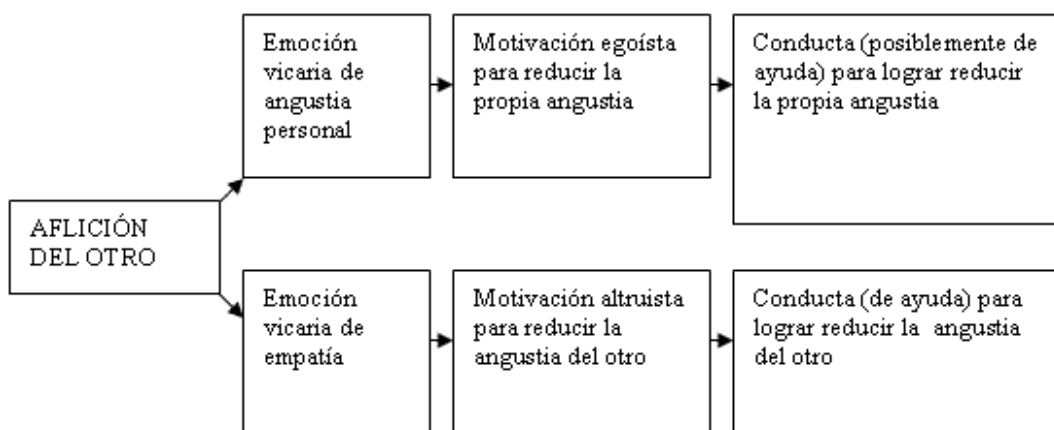 AFLICIÓN
DEL OTRO
Emoción
vicaria de
angustia
personal
Motivación egoísta
para reducir la
propia angustia
Conducta (posiblemente de
ayuda) para lograr reducir
la propia angustia
Emoción
vicaria de
empatía
Motivación altruista
para reducir la
angustia del otro
Conducta (de ayuda) para
lograr reducir la angustia
del otro